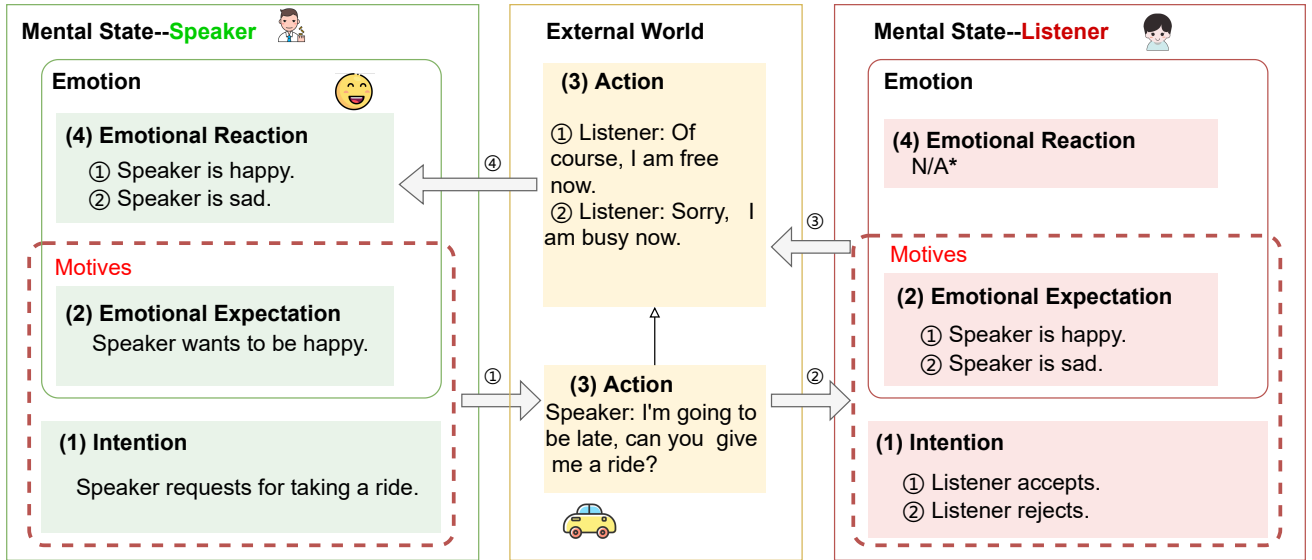 Mental State--Speaker
Emotion
(4) Emotional Reaction
① Speaker is happy.
② Speaker is sad.
Motives
(2) Emotional Expectation
Speaker wants to be happy.
(1) Intention
Speaker requests for taking a ride.
④
①
External World
(3) Action
① Listener: Of
course, I am free
now.
② Listener: Sorry, I
am busy now.
(3) Action
Speaker: I'm going to
be late, can you give
me a ride?
③
②
Mental State--Listener
Emotion
(4) Emotional Reaction
N/A*
Motives
(2) Emotional Expectation
① Speaker is happy.
② Speaker is sad.
(1) Intention
① Listener accepts.
② Listener rejects.